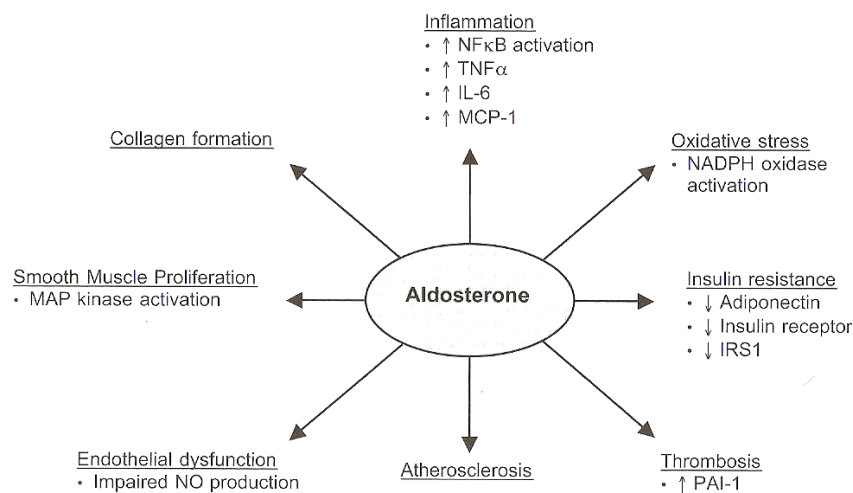 Inflammation
• ↑ NFκB activation
• ↑ TNFα
• ↑ IL-6
• ↑ MCP-1
Collagen formation
Oxidative stress
• NADPH oxidase
activation
Smooth Muscle Proliferation
• MAP kinase activation
Aldosterone
Insulin resistance
• ↓ Adiponectin
• ↓ Insulin receptor
• ↓ IRS1
Endothelial dysfunction
• Impaired NO production
Atherosclerosis
Thrombosis
• ↑ PAI-1